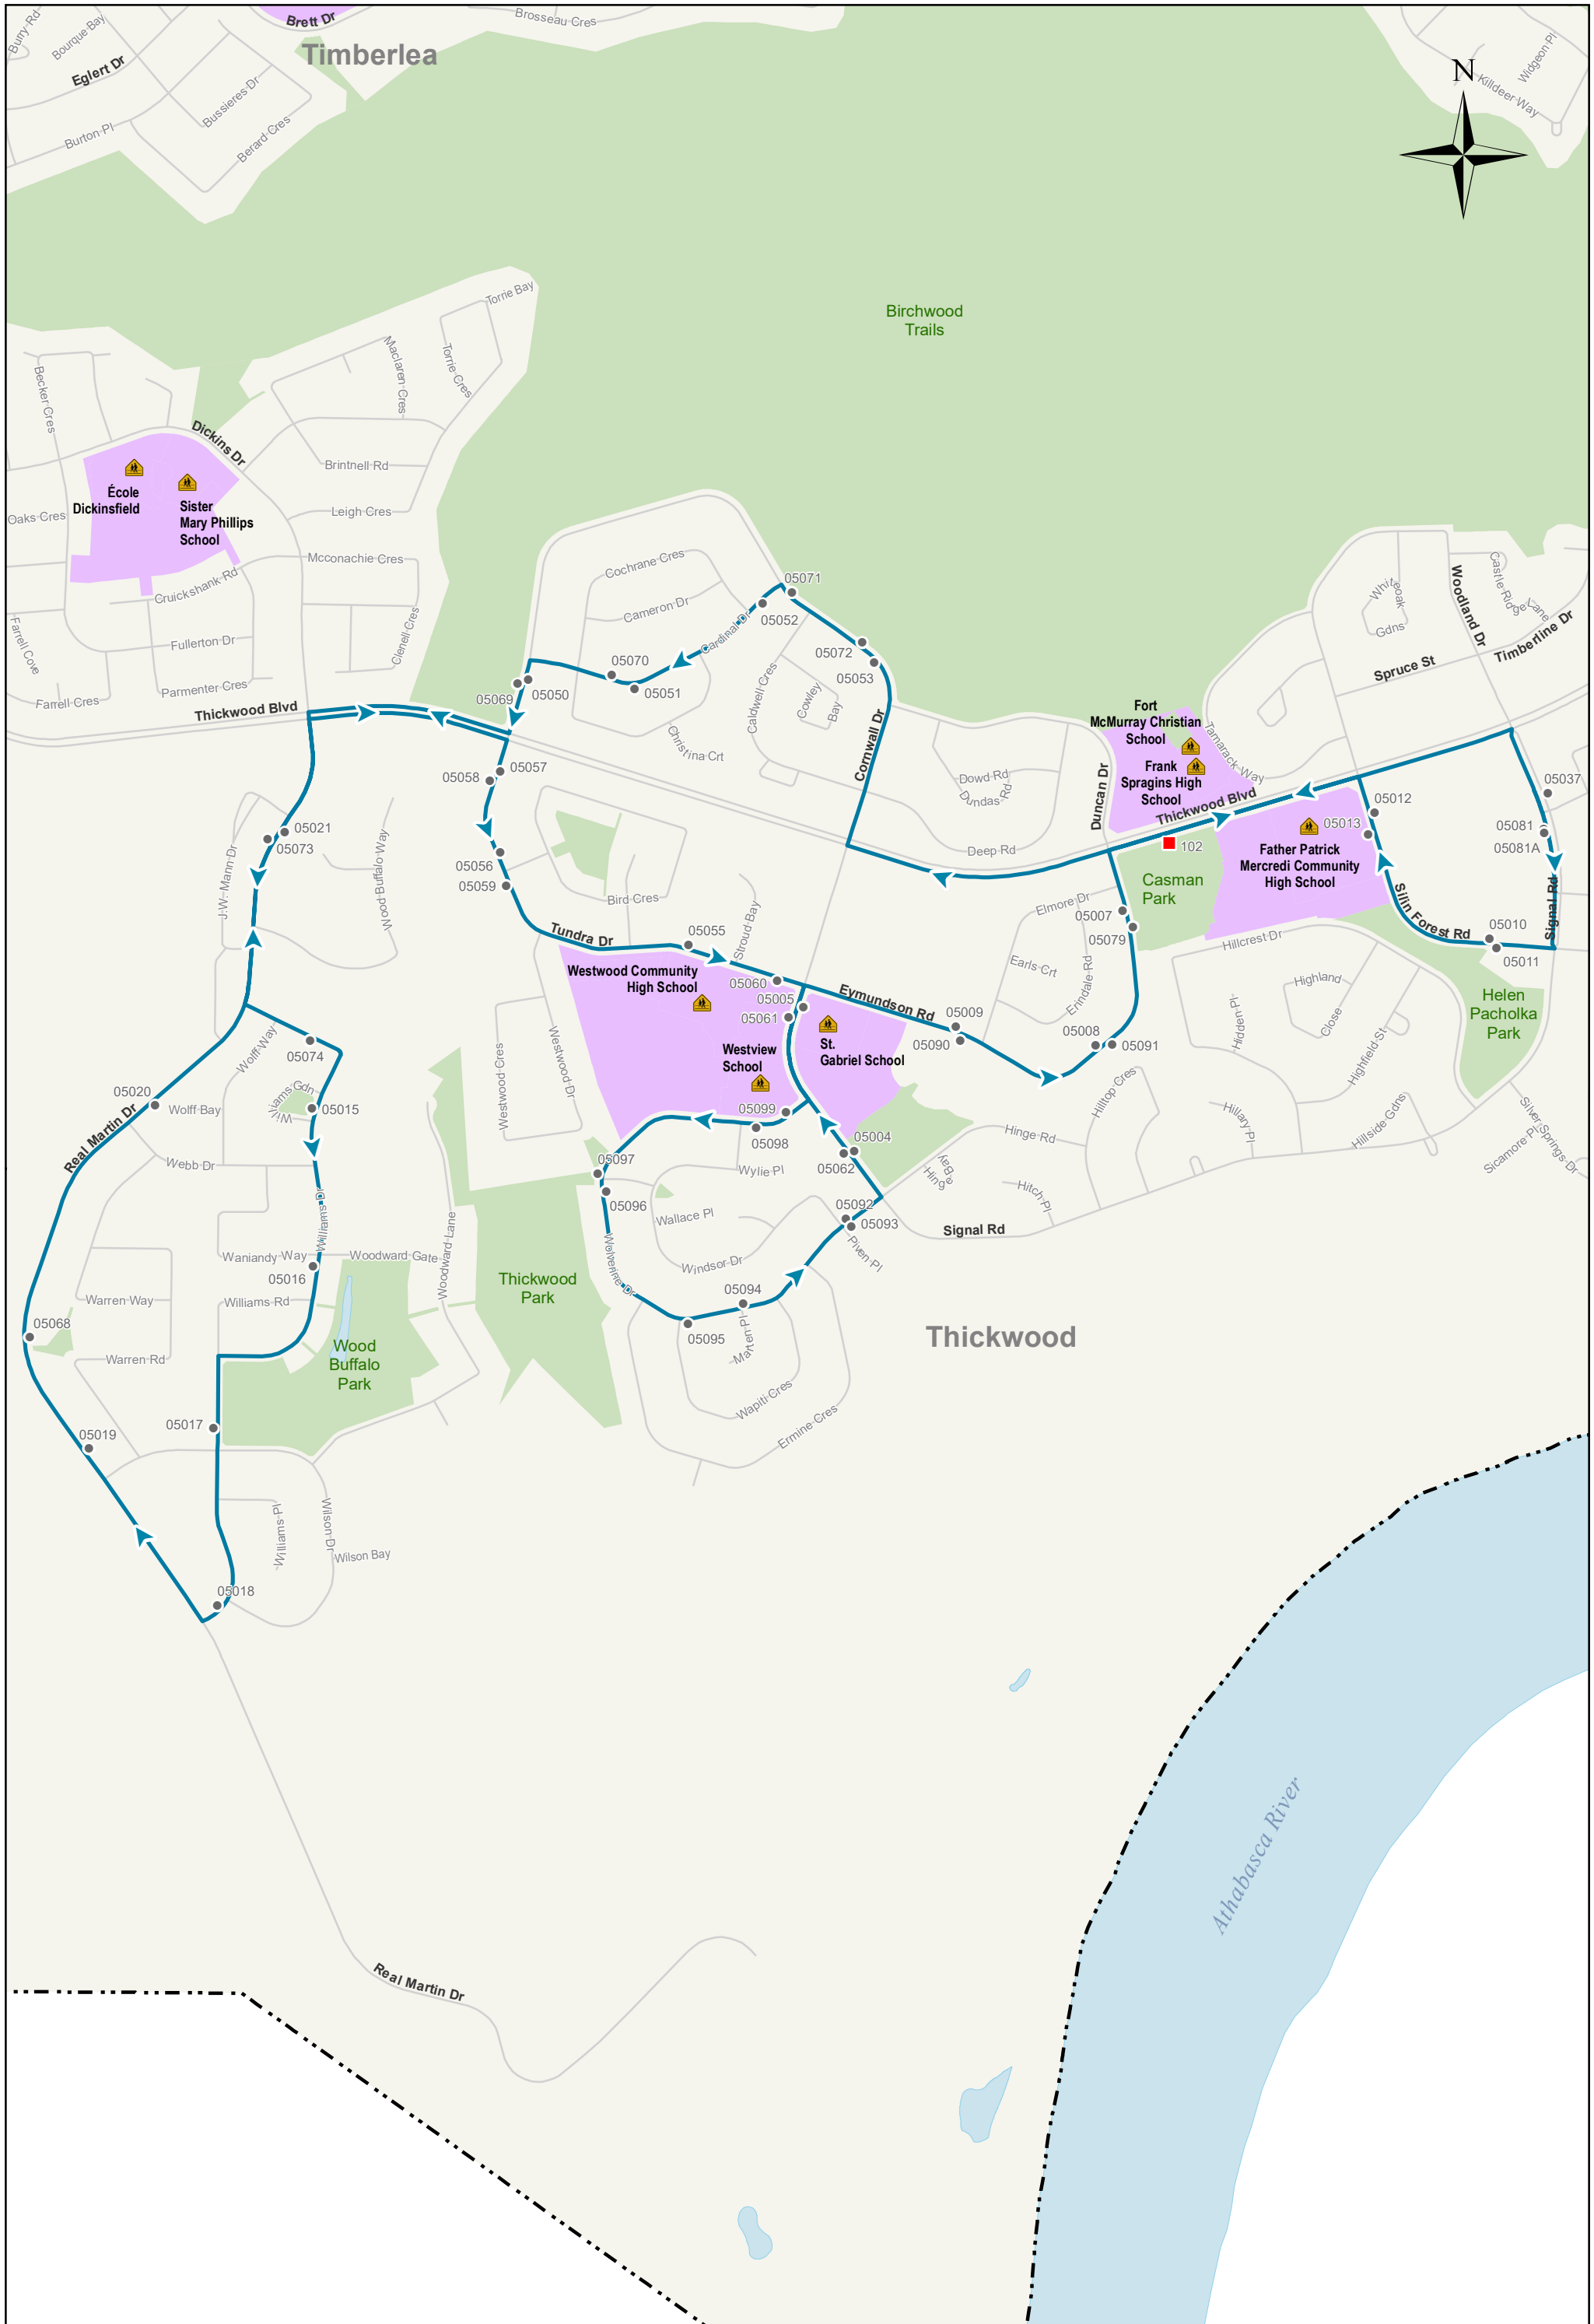 Burry Rd
Bourque Bay
Brett Dr
Brosseau Cres
Timberlea
Eglert Dr
Bussieres Dr
Burton Pl
Berard Cres
Widgeon Pl
Killdeer Way
N
Birchwood
Trails
Torrie Bay
Maclaren Cres
Torrie Cres
Becker Cres
Dickins Dr
Brintnell Rd
École
Dickinsfield
Sister
Mary Phillips
School
Oaks Cres
Leigh Cres
Mcconachie Cres
Cruickshank Rd
Farrell Cove
Fullerton Dr
Clenell Cres
Parmenter Cres
Farrell Cres
Thickwood Blvd
Cochrane Cres
Cameron Dr
Cardinal Dr
05071
05052
05072
05053
05070
05051
05069
05050
Caldwell Cres
Cowley
Bay
Christina Crt
Cornwall Dr
Whiteoak
Gdns
Woodland Dr
Castle Rd
Lane
Timberline Dr
Spruce St
Fort
McMurray Christian
School
Frank
Spragins High
School
Tamarack Way
Dowd Rd
Dundas Rd
Duncan Dr
Thickwood Blvd
Deep Rd
102
Casman
Park
Father Patrick
Mercredi Community
High School
05012
05013
05037
05081
05081A
Signal Rd
Silin Forest Rd
05010
05011
Helen
Pacholka
Park
05058
05057
05056
05059
05021
05073
J.W. Mann Dr
Wood Buffalo Way
Bird Cres
Stroud Bay
Tundra Dr
05055
05060
05005
05061
Westwood Community
High School
Westview
School
St.
Gabriel School
Eymundson Rd
05009
05090
Elmore Dr
05007
05079
Earls Crt
Erindale Rd
05008
05091
Hillcrest Dr
Hidden Pl
Highland
Close
Highfield St
Hilltop Cres
Hillary Pl
Hillside Gdns
Silver Springs Dr
Sicamore Pl
Hinge Rd
Hinge
Bay
Hitch Pl
Signal Rd
05099
05098
05004
05062
05092
05093
05097
05096
05094
05095
Wylie Pl
Wallace Pl
Windsor Dr
Wolverine Dr
Piven Pl
Marten Pl
Wapiti Cres
Ermine Cres
Westwood Cres
Westwood Dr
Thickwood
Park
Thickwood
Wolff Way
05074
Williams Gdn
05015
05020
Wolff Bay
Real Martin Dr
Webb Dr
Williams Dr
Waniandy Way
Woodward Gate
Woodward Lane
05016
Warren Way
Williams Rd
05068
Warren Rd
Wood
Buffalo
Park
05017
05019
Williams Pl
Wilson Dr
Wilson Bay
05018
Real Martin Dr
Athabasca River